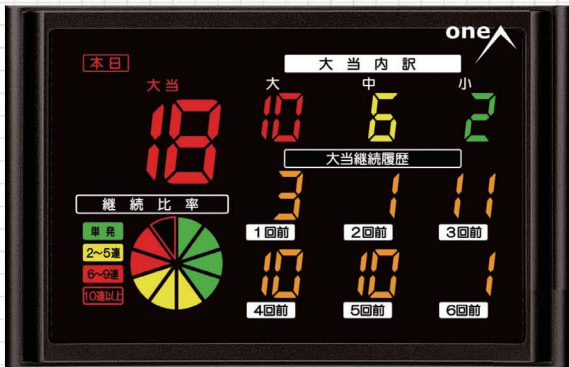 one
本日
大当内訳
大当
大 中 小
18
10 6 2
大当継続履歴
3 1 11
継続比率
1回前 2回前 3回前
単発
2〜5連
6〜9連
10連以上
10 10 1
4回前 5回前 6回前